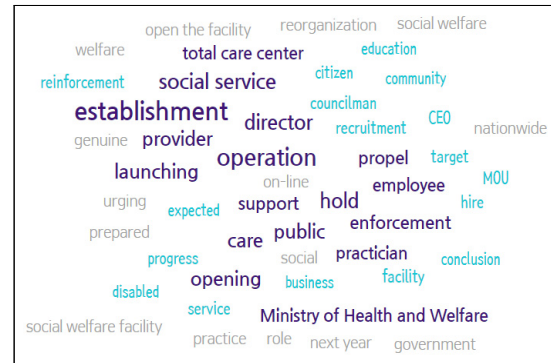 open the facility reorganization social welfare
welfare total care center education
reinforcement social service citizen community
establishment councilman CEO
genuine provider director recruitment nationwide
launching operation propel target
on-line employee MOU
urging expected support hold hire
prepared care public enforcement
progress social practician conclusion
disabled opening business facility
service Ministry of Health and Welfare
social welfare facility practice role next year government